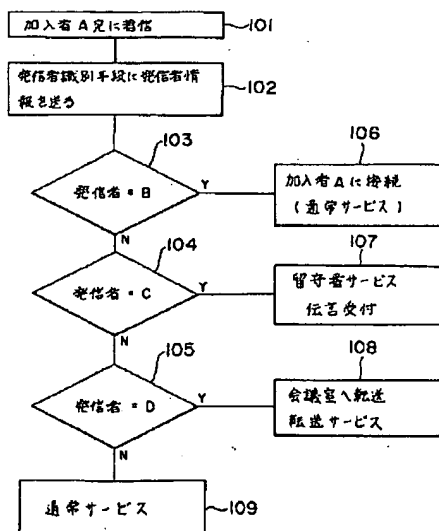 加入者A宛に着信
101
発信者識別手段に発信者情
報を送る
102
103
発信者=B
Y
N
106
加入者Aに接続
(通常サービス)
104
発信者=C
Y
N
107
留守者サービス
伝言受付
105
発信者=D
Y
N
108
会議室へ転送
転送サービス
通常サービス
109